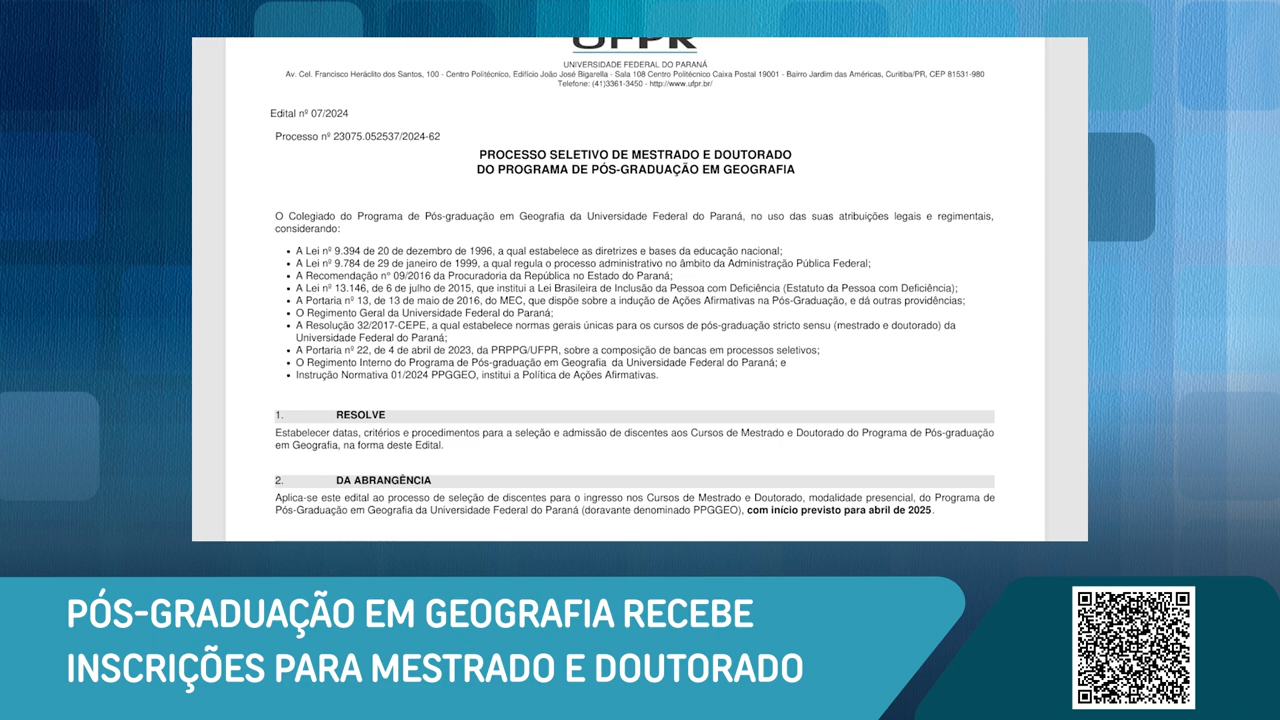 UFPR
UNIVERSIDADE FEDERAL DO PARANÁ
Av. Cel. Francisco Heráclito dos Santos, 100 - Centro Politécnico, Edifício João José Bigarella - Sala 108 Centro Politécnico Caixa Postal 19001 - Bairro Jardim das Américas, Curitiba/PR, CEP 81531-980
Telefone: (41)3361-3450 - http://www.ufpr.br/
Edital nº 07/2024
Processo nº 23075.052537/2024-62
PROCESSO SELETIVO DE MESTRADO E DOUTORADO
DO PROGRAMA DE PÓS-GRADUAÇÃO EM GEOGRAFIA
O Colegiado do Programa de Pós-graduação em Geografia da Universidade Federal do Paraná, no uso das suas atribuições legais e regimentais,
considerando:
• A Lei nº 9.394 de 20 de dezembro de 1996, a qual estabelece as diretrizes e bases da educação nacional;
• A Lei nº 9.784 de 29 de janeiro de 1999, a qual regula o processo administrativo no âmbito da Administração Pública Federal;
• A Recomendação n° 09/2016 da Procuradoria da República no Estado do Paraná;
• A Lei nº 13.146, de 6 de julho de 2015, que institui a Lei Brasileira de Inclusão da Pessoa com Deficiência (Estatuto da Pessoa com Deficiência);
• A Portaria nº 13, de 13 de maio de 2016, do MEC, que dispõe sobre a indução de Ações Afirmativas na Pós-Graduação, e dá outras providências;
• O Regimento Geral da Universidade Federal do Paraná;
• A Resolução 32/2017-CEPE, a qual estabelece normas gerais únicas para os cursos de pós-graduação stricto sensu (mestrado e doutorado) da
Universidade Federal do Paraná;
• A Portaria nº 22, de 4 de abril de 2023, da PRPPG/UFPR, sobre a composição de bancas em processos seletivos;
• O Regimento Interno do Programa de Pós-graduação em Geografia da Universidade Federal do Paraná; e
• Instrução Normativa 01/2024 PPGGEO, institui a Política de Ações Afirmativas.
1. RESOLVE
Estabelecer datas, critérios e procedimentos para a seleção e admissão de discentes aos Cursos de Mestrado e Doutorado do Programa de Pós-graduação
em Geografia, na forma deste Edital.
2. DA ABRANGÊNCIA
Aplica-se este edital ao processo de seleção de discentes para o ingresso nos Cursos de Mestrado e Doutorado, modalidade presencial, do Programa de
Pós-Graduação em Geografia da Universidade Federal do Paraná (doravante denominado PPGGEO), com início previsto para abril de 2025.
PÓS-GRADUAÇÃO EM GEOGRAFIA RECEBE
INSCRIÇÕES PARA MESTRADO E DOUTORADO